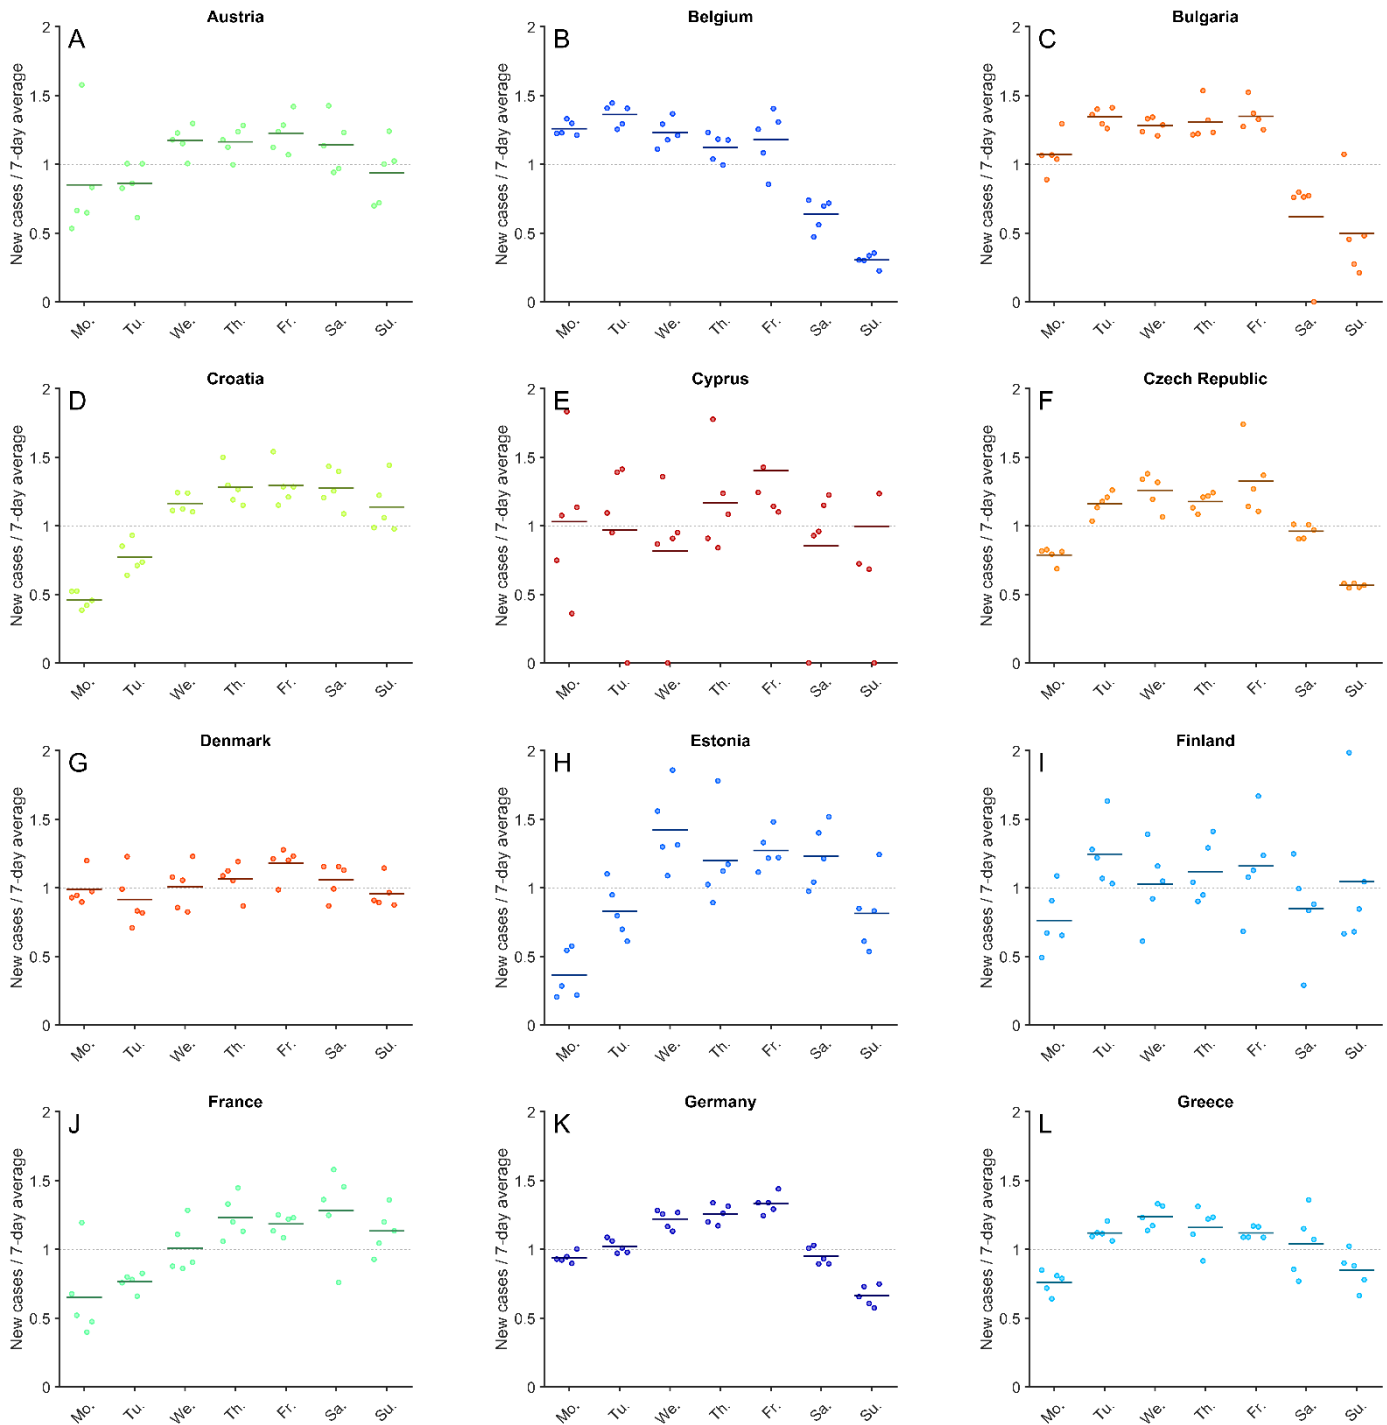 Austria
A
New cases / 7-day average
2
1.5
1
0.5
0
Mo. Tu. We. Th. Fr. Sa. Su.
Belgium
B
New cases / 7-day average
2
1.5
1
0.5
0
Mo. Tu. We. Th. Fr. Sa. Su.
Bulgaria
C
New cases / 7-day average
2
1.5
1
0.5
0
Mo. Tu. We. Th. Fr. Sa. Su.
Croatia
D
New cases / 7-day average
2
1.5
1
0.5
0
Mo. Tu. We. Th. Fr. Sa. Su.
Cyprus
E
New cases / 7-day average
2
1.5
1
0.5
0
Mo. Tu. We. Th. Fr. Sa. Su.
Czech Republic
F
New cases / 7-day average
2
1.5
1
0.5
0
Mo. Tu. We. Th. Fr. Sa. Su.
Denmark
G
New cases / 7-day average
2
1.5
1
0.5
0
Mo. Tu. We. Th. Fr. Sa. Su.
Estonia
H
New cases / 7-day average
2
1.5
1
0.5
0
Mo. Tu. We. Th. Fr. Sa. Su.
Finland
I
New cases / 7-day average
2
1.5
1
0.5
0
Mo. Tu. We. Th. Fr. Sa. Su.
France
J
New cases / 7-day average
2
1.5
1
0.5
0
Mo. Tu. We. Th. Fr. Sa. Su.
Germany
K
New cases / 7-day average
2
1.5
1
0.5
0
Mo. Tu. We. Th. Fr. Sa. Su.
Greece
L
New cases / 7-day average
2
1.5
1
0.5
0
Mo. Tu. We. Th. Fr. Sa. Su.